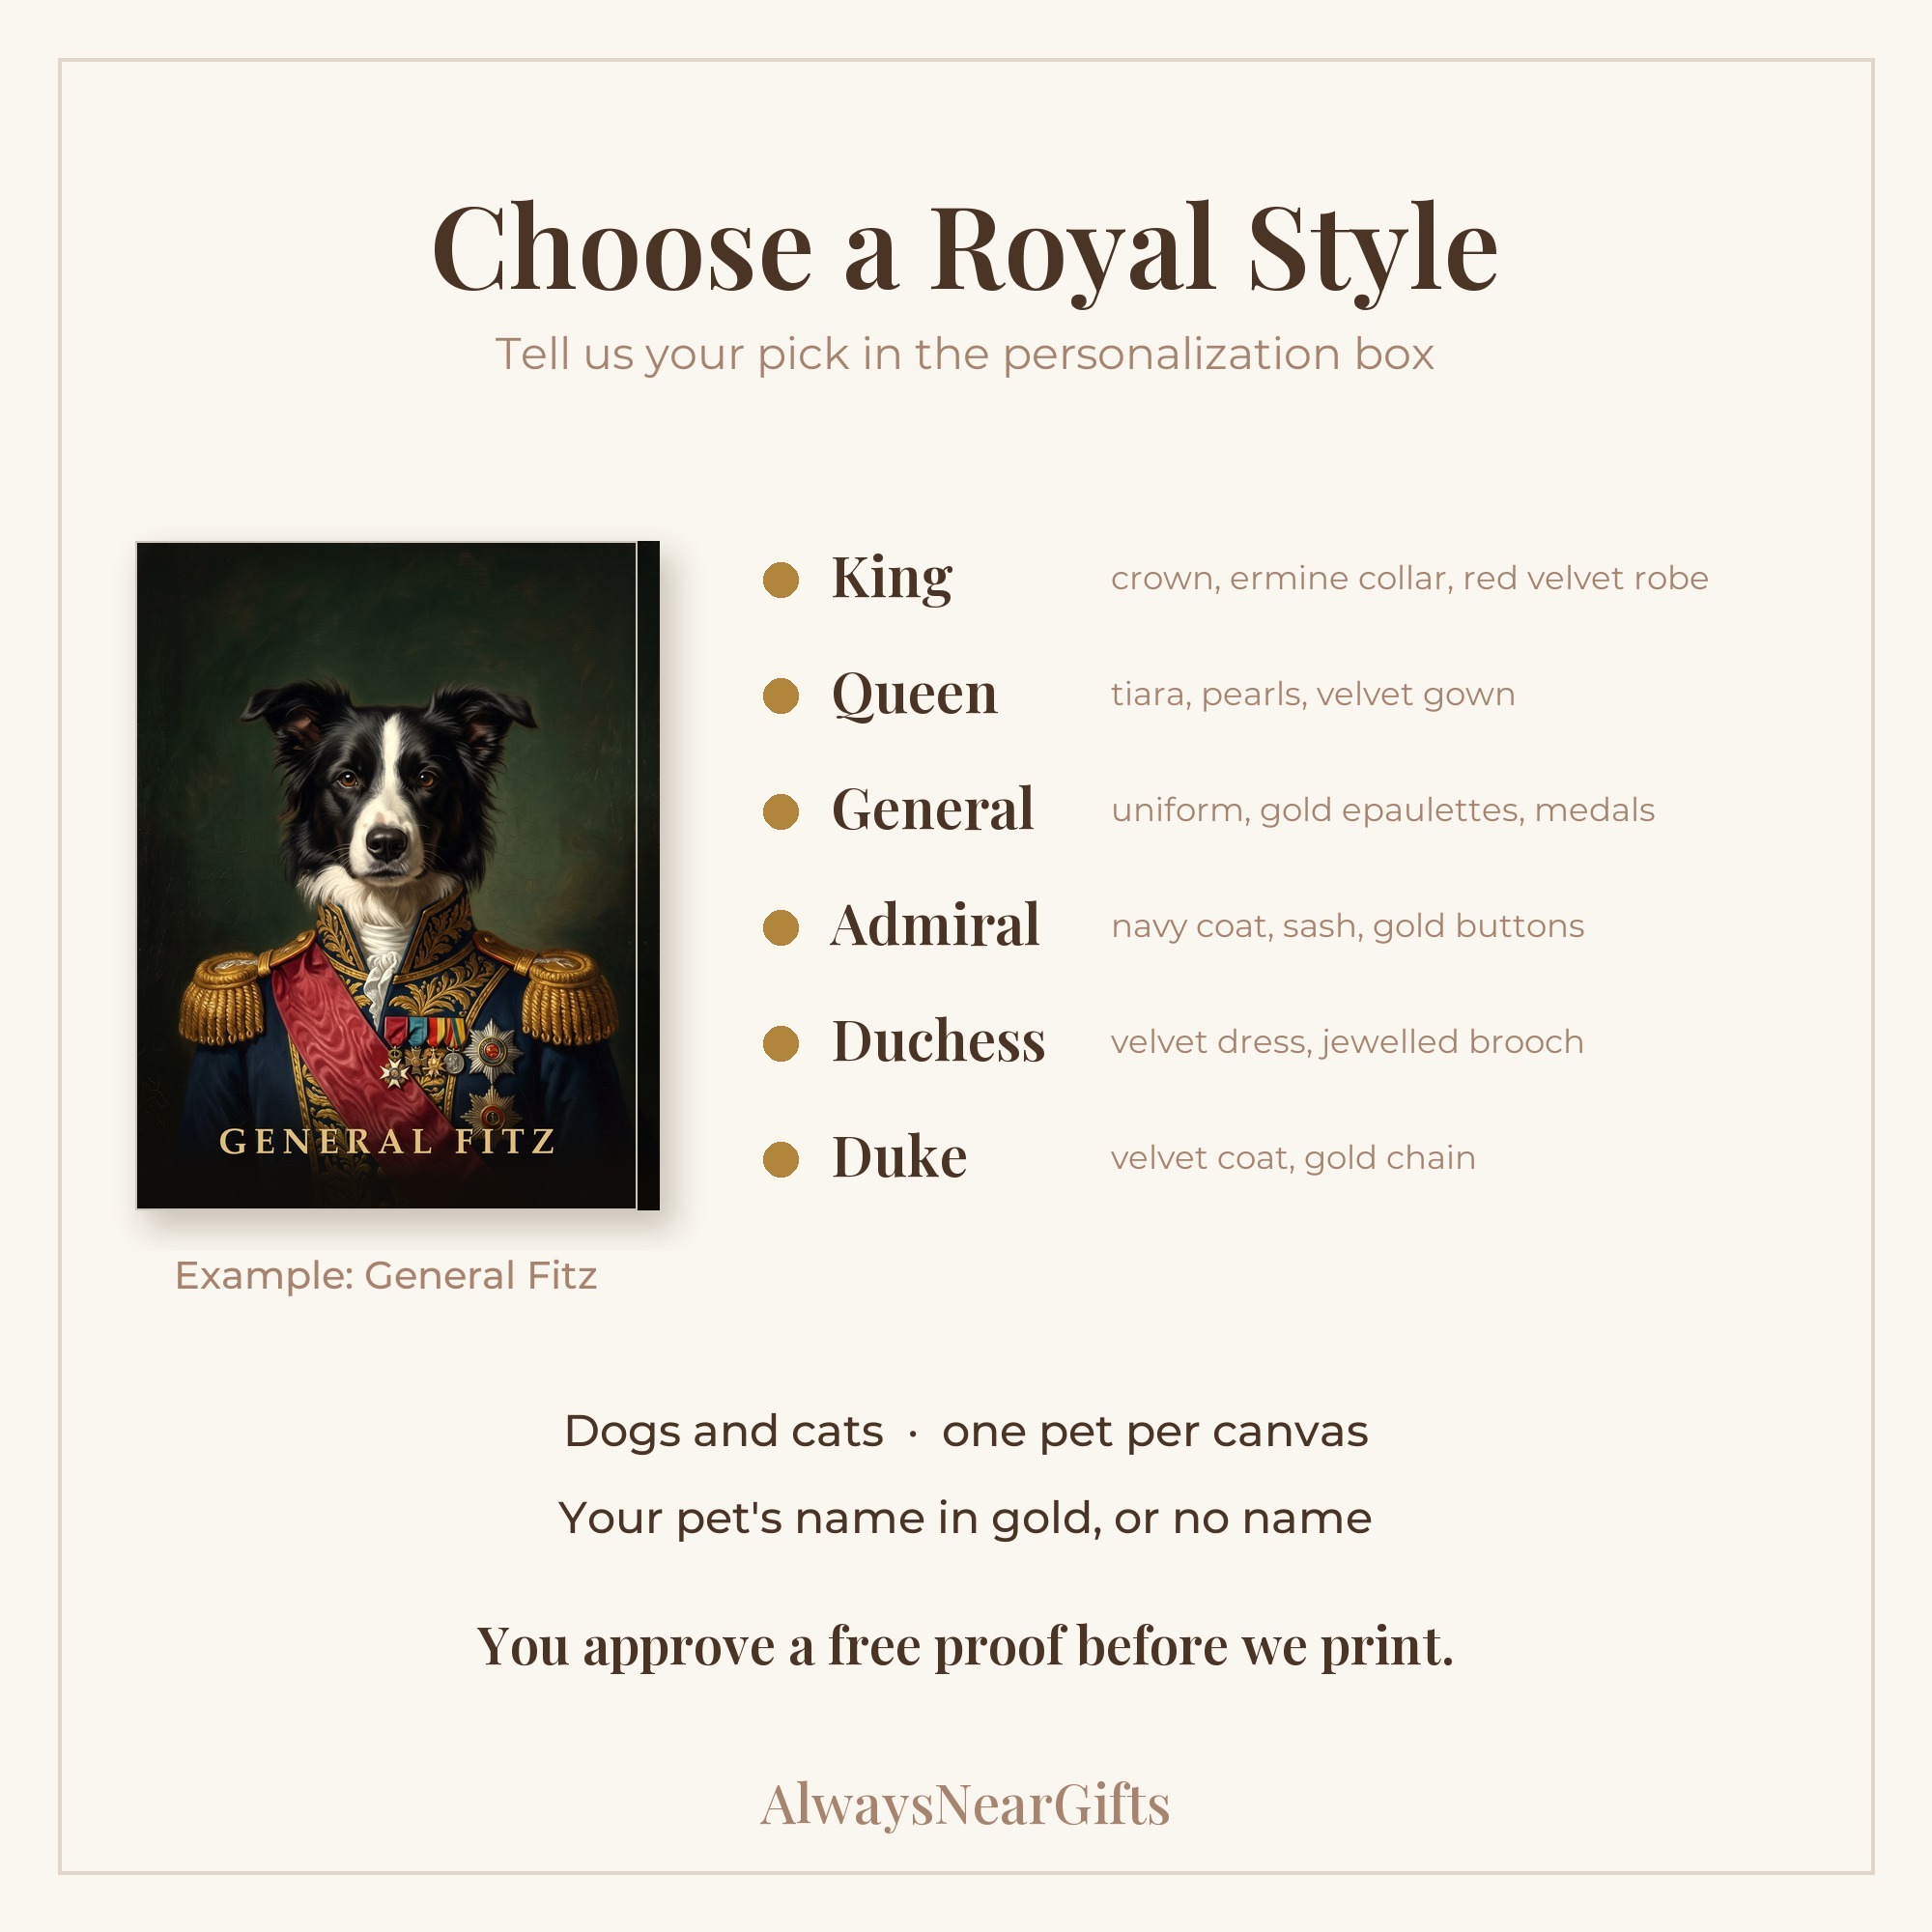 Choose a Royal Style
Tell us your pick in the personalization box
King crown, ermine collar, red velvet robe
Queen tiara, pearls, velvet gown
General uniform, gold epaulettes, medals
Admiral navy coat, sash, gold buttons
Duchess velvet dress, jewelled brooch
Duke velvet coat, gold chain
GENERAL FITZ
Example: General Fitz
Dogs and cats · one pet per canvas
Your pet's name in gold, or no name
You approve a free proof before we print.
AlwaysNearGifts